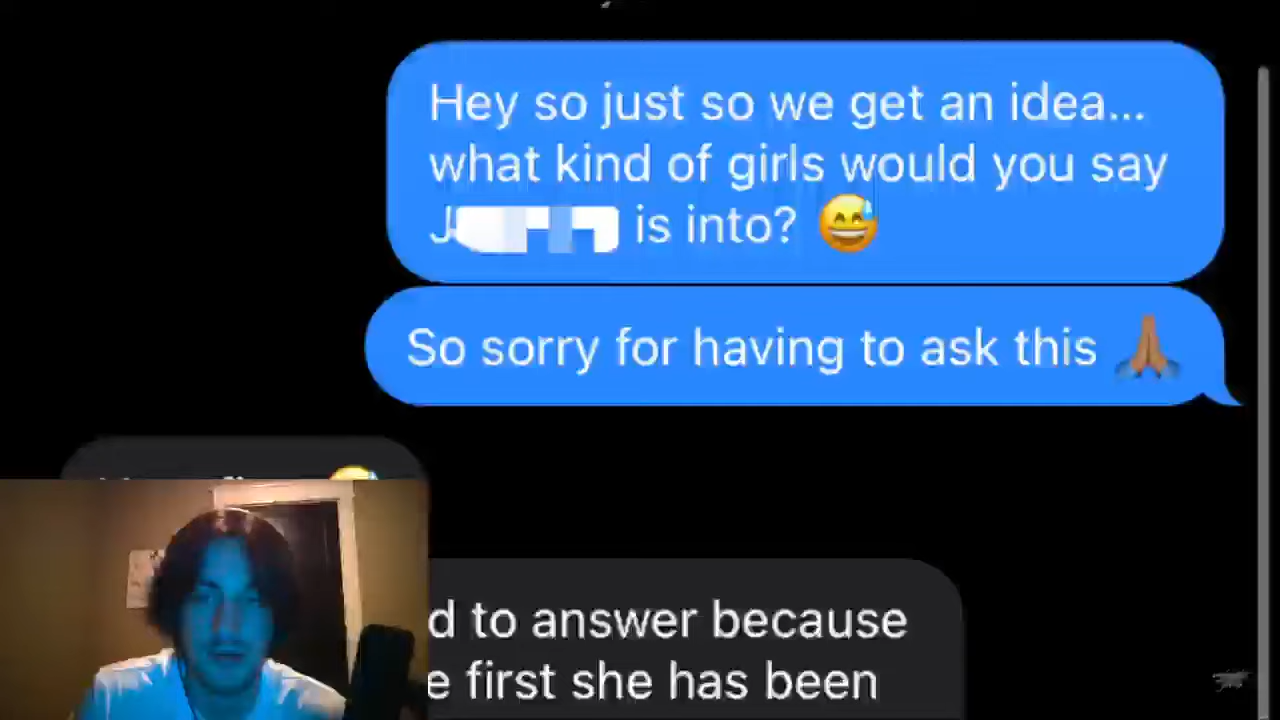 Hey so just so we get an idea...
what kind of girls would you say
J is into? 😅
So sorry for having to ask this 🙏🏽
d to answer because
e first she has been